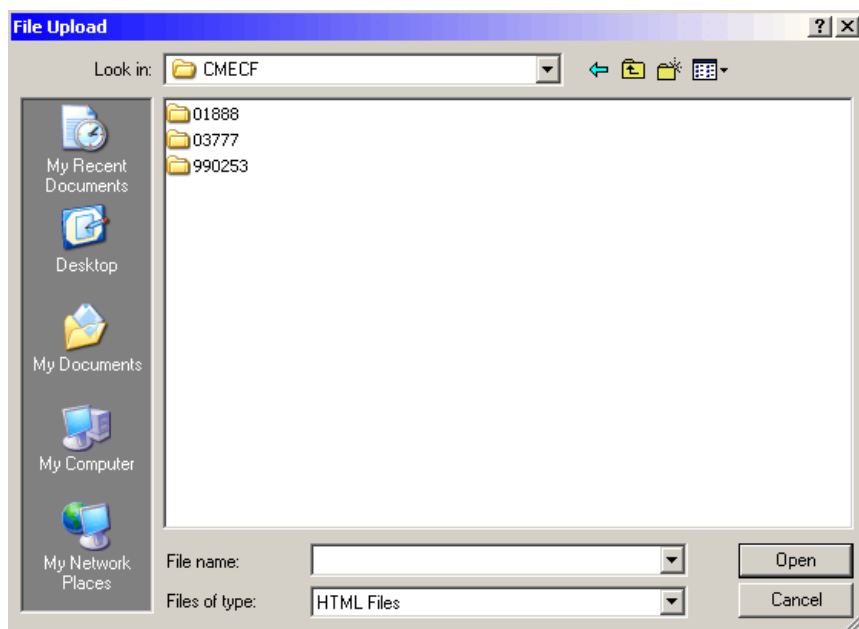 File Upload
Look in: CMECF
01888
03777
990253
My Recent
Documents
Desktop
My Documents
My Computer
My Network
Places
File name:
Open
Files of type: HTML Files
Cancel